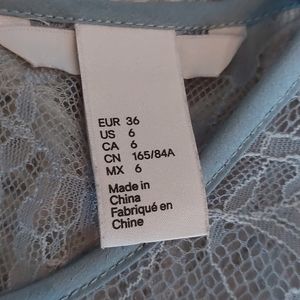 EUR 36
US 6
CA 6
CN 165/84A
MX 6
Made in
China
Fabriqué en
Chine